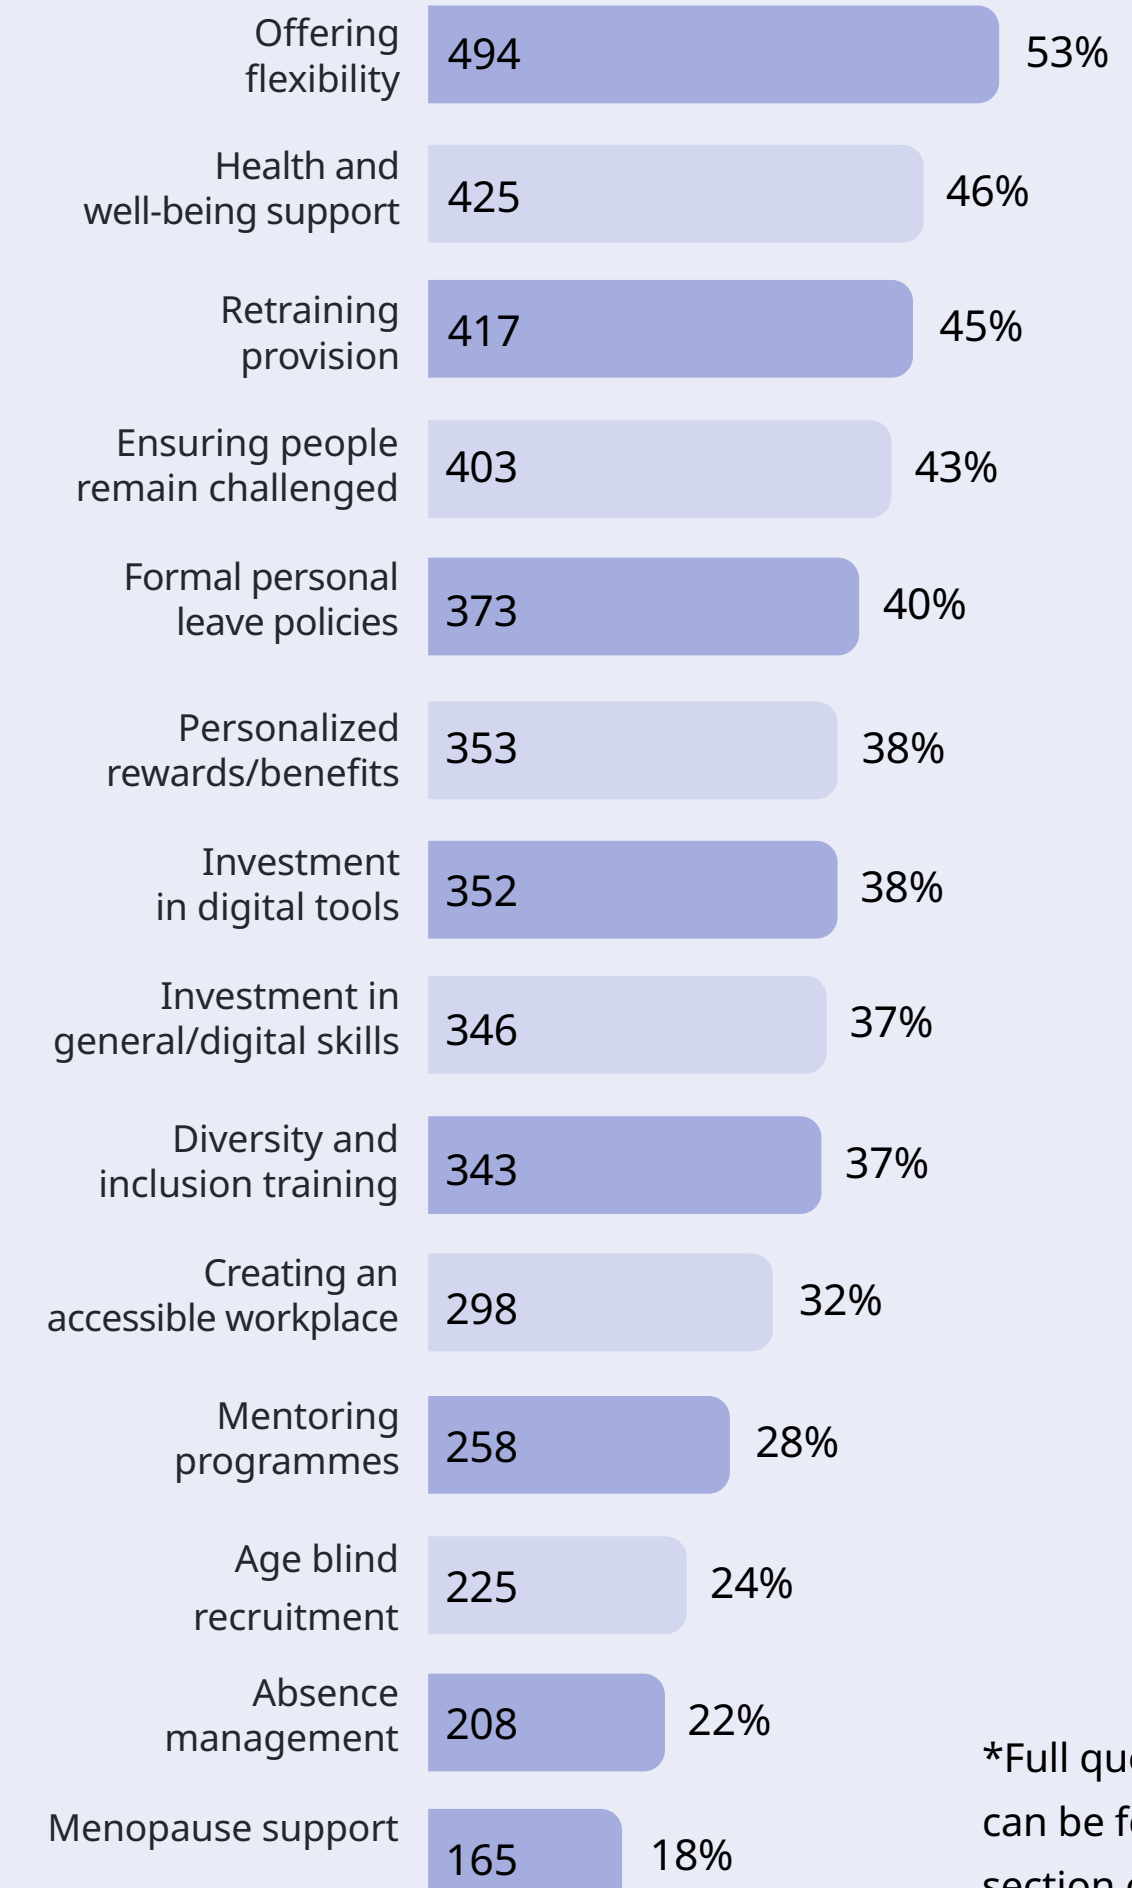 Offering
flexibility
494
53%
Health and
well-being support
425
46%
Retraining
provision
417
45%
Ensuring people
remain challenged
403
43%
Formal personal
leave policies
373
40%
Personalized
rewards/benefits
353
38%
Investment
in digital tools
352
38%
Investment in
general/digital skills
346
37%
Diversity and
inclusion training
343
37%
Creating an
accessible workplace
298
32%
Mentoring
programmes
258
28%
Age blind
recruitment
225
24%
Absence
management
208
22%
Menopause support
165
18%
*Full
can be
section